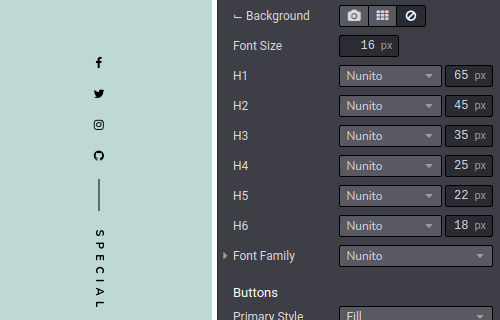 Background
Font Size 16 px
H1 Nunito 65 px
H2 Nunito 45 px
H3 Nunito 35 px
H4 Nunito 25 px
H5 Nunito 22 px
H6 Nunito 18 px
Font Family Nunito
Buttons
Primary Style Fill
SPECIAL